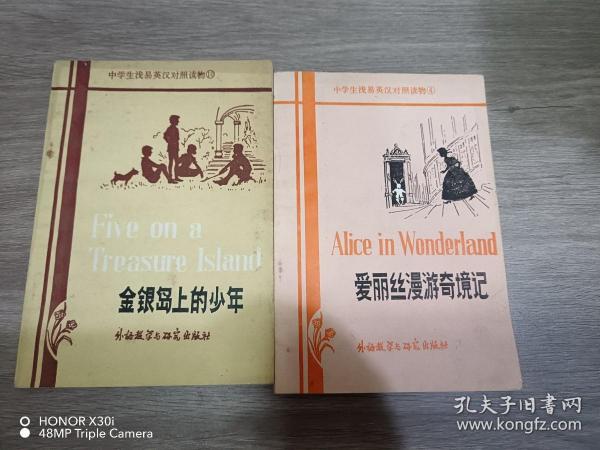 中学生浅易英汉对照读物⑩
Five on a
Treasure Island
金银岛上的少年
外语教学与研究出版社
中学生浅易英汉对照读物④
Alice in Wonderland
爱丽丝漫游奇境记
外语教学与研究出版社
HONOR X30i
48MP Triple Camera
孔夫子旧书网
www.kongfz.com